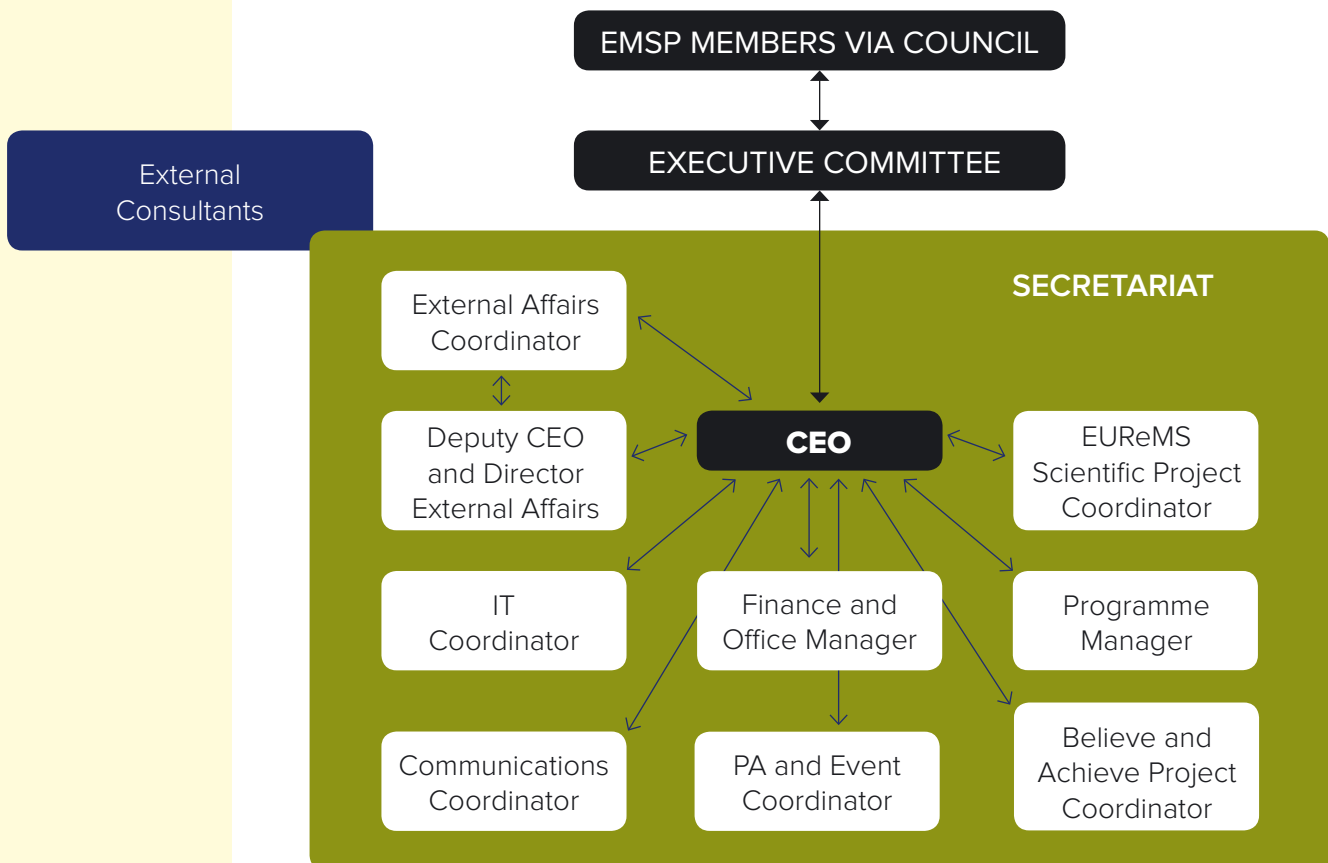 EMSP MEMBERS VIA COUNCIL
EXECUTIVE COMMITTEE
External
Consultants
SECRETARIAT
External Affairs
Coordinator
Deputy CEO
and Director
External Affairs
CEO
EUReMS
Scientific Project
Coordinator
IT
Coordinator
Finance and
Office Manager
Programme
Manager
Communications
Coordinator
PA and Event
Coordinator
Believe and
Achieve Project
Coordinator